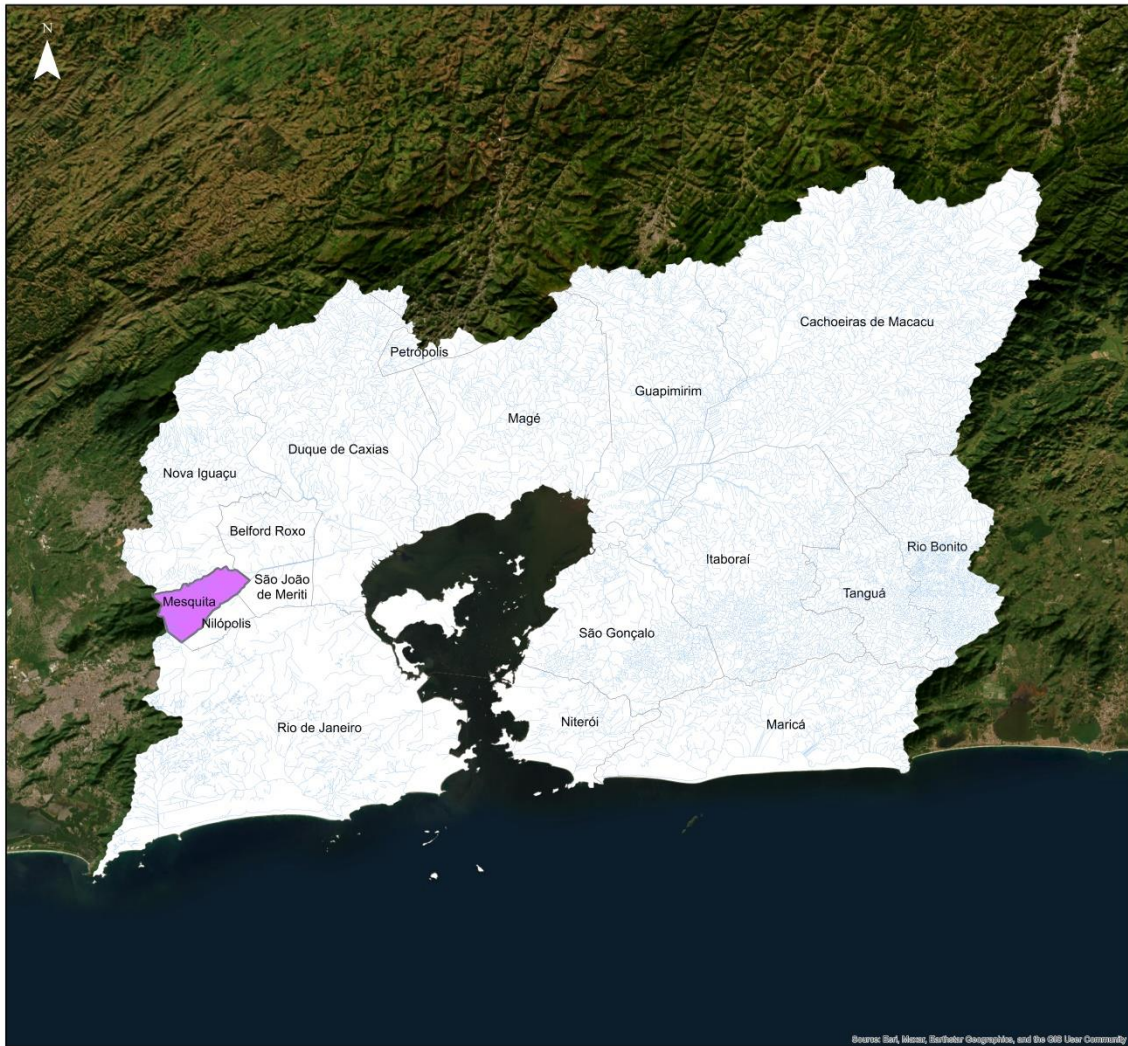 N
Cachoeiras de Macacu
Petrópolis
Guapimirim
Magé
Duque de Caxias
Nova Iguaçu
Belford Roxo
Rio Bonito
Itaboraí
São João
de Meriti
Tanguá
Mesquita
Nilópolis
São Gonçalo
Niterói
Maricá
Rio de Janeiro
Source: Esri, Maxar, Earthstar Geographics, and the GIS User Community